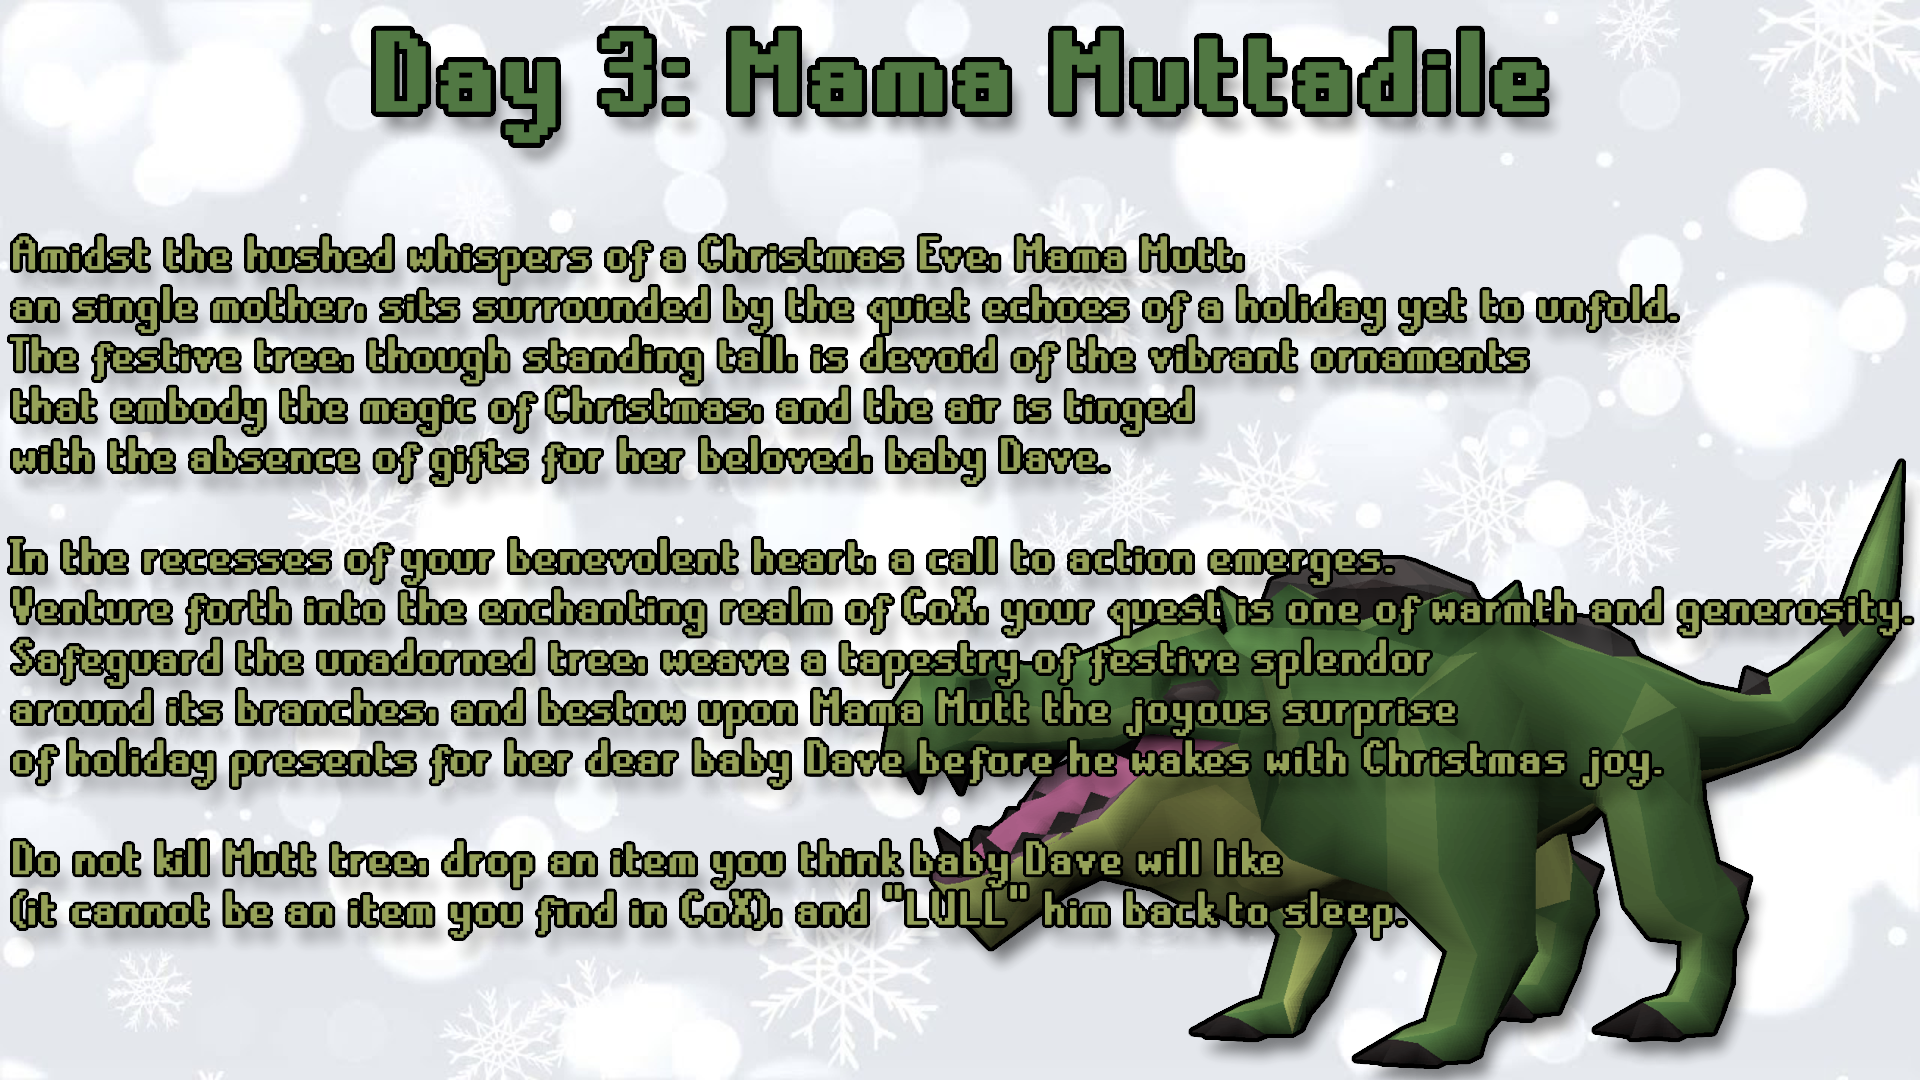 Day 3: Mama Muttadile
Amidst the hushed whispers of a Christmas Eve, Mama Mutt,
an single mother, sits surrounded by the quiet echoes of a holiday yet to unfold.
The festive tree, though standing tall, is devoid of the vibrant ornaments
that embody the magic of Christmas, and the air is tinged
with the absence of gifts for her beloved, baby Dave.
In the recesses of your benevolent heart, a call to action emerges.
Venture forth into the enchanting realm of CoX, your quest is one of warmth and generosity.
Safeguard the unadorned tree, weave a tapestry of festive splendor
around its branches, and bestow upon Mama Mutt the joyous surprise
of holiday presents for her dear baby Dave before he wakes with Christmas joy.
Do not kill Mutt tree, drop an item you think baby Dave will like
(it cannot be an item you find in CoX), and "LULL" him back to sleep.